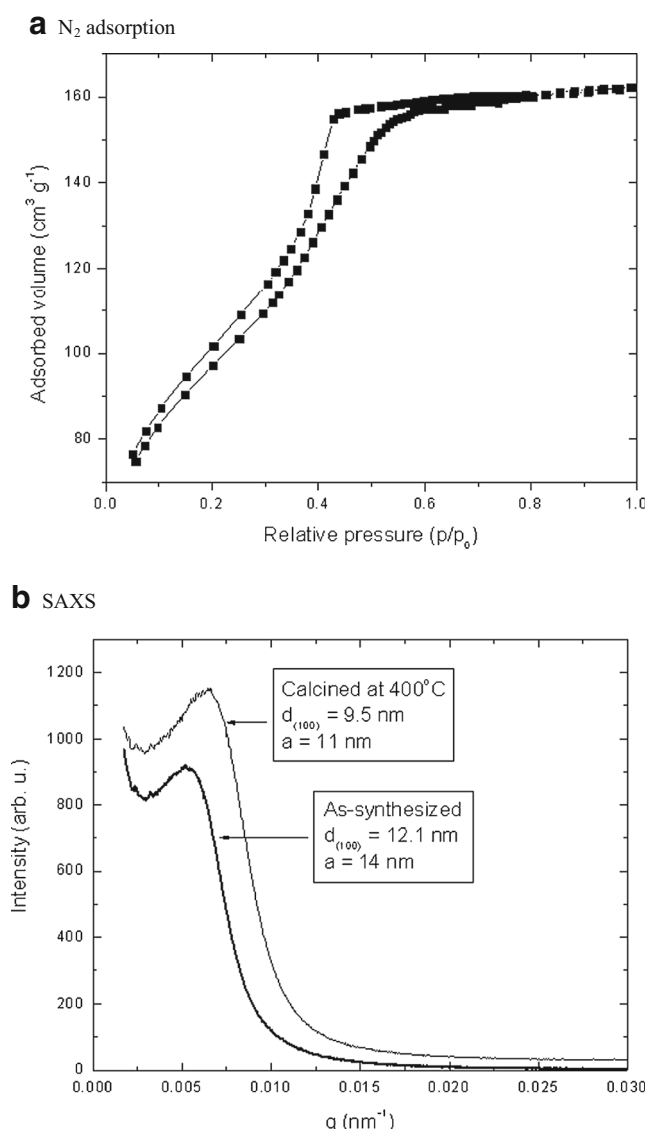 a N₂ adsorption
160
140
120
100
80
0.0 0.2 0.4 0.6 0.8 1.0
Adsorbed volume (cm³ g⁻¹)
Relative pressure (p/p₀)
b SAXS
1200
1000
800
600
400
200
0
0.000 0.005 0.010 0.015 0.020 0.025 0.030
Intensity (arb. u.)
q (nm⁻¹)
Calcined at 400°C
d₍₁₀₀₎ = 9.5 nm
a = 11 nm
As-synthesized
d₍₁₀₀₎ = 12.1 nm
a = 14 nm